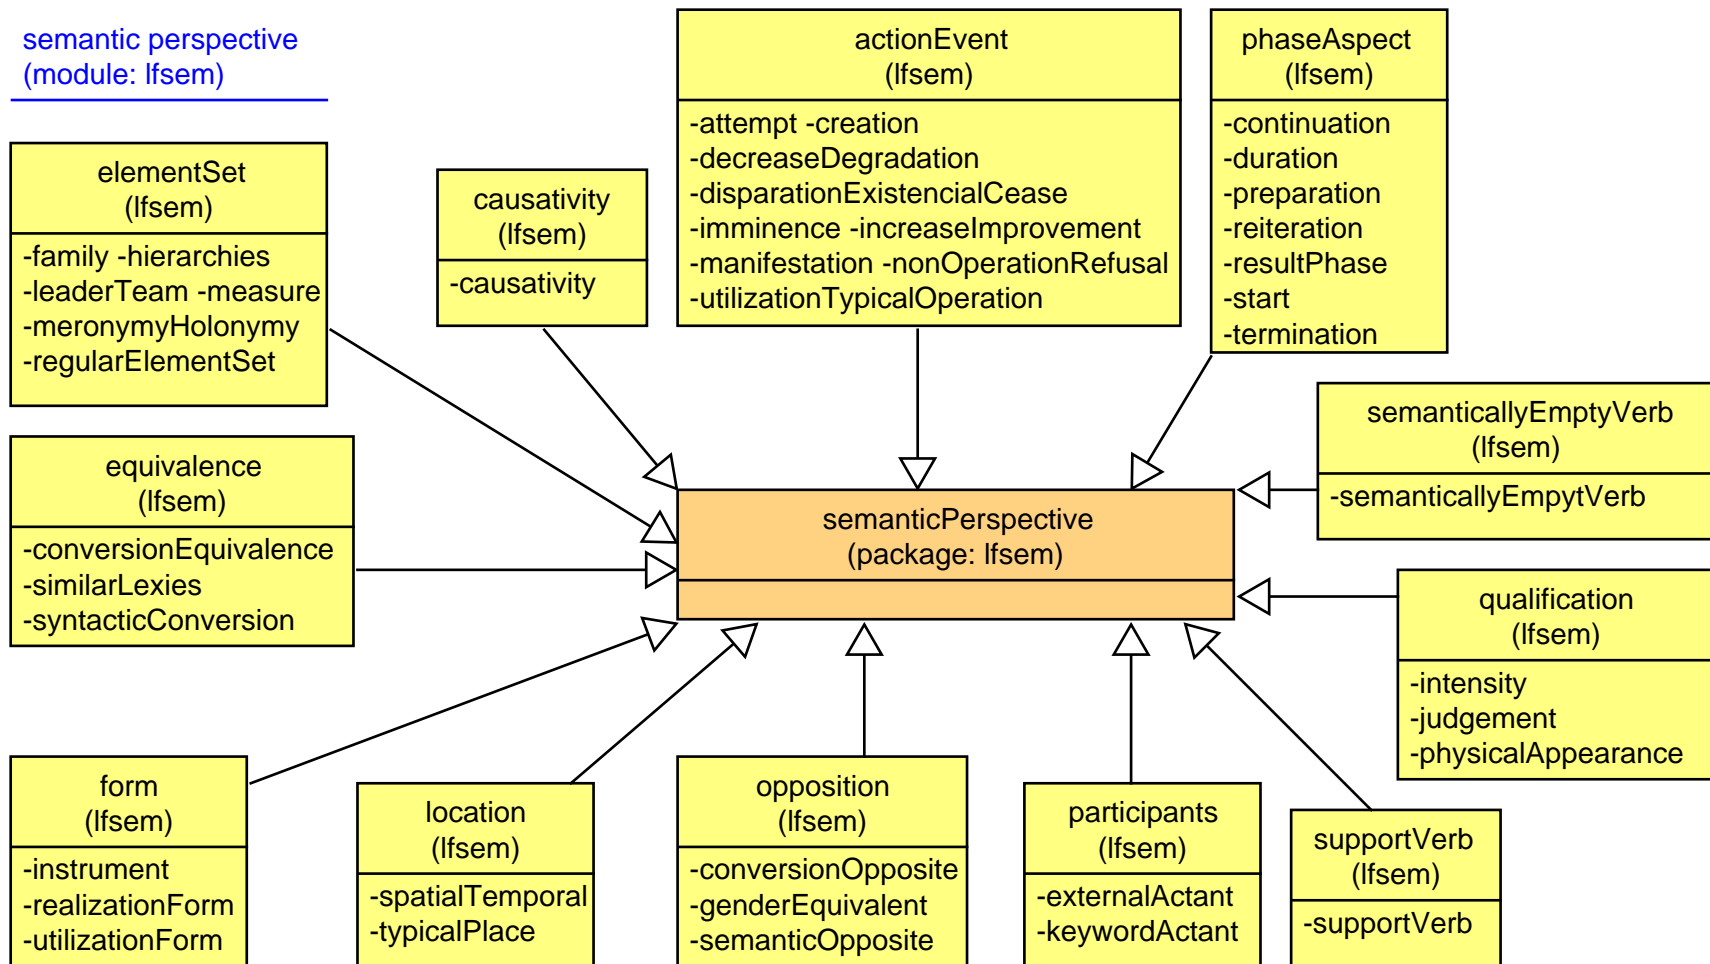 semantic perspective
(module: lfsem)
actionEvent
(lfsem)
-attempt -creation
-decreaseDegradation
-disparationExistencialCease
-imminence -increaseImprovement
-manifestation -nonOperationRefusal
-utilizationTypicalOperation
phaseAspect
(lfsem)
-continuation
-duration
-preparation
-reiteration
-resultPhase
-start
-termination
elementSet
(lfsem)
-family -hierarchies
-leaderTeam -measure
-meronymyHolonymy
-regularElementSet
causativity
(lfsem)
-causativity
semanticallyEmptyVerb
(lfsem)
-semanticallyEmpytVerb
equivalence
(lfsem)
-conversionEquivalence
-similarLexies
-syntacticConversion
semanticPerspective
(package: lfsem)
qualification
(lfsem)
-intensity
-judgement
-physicalAppearance
form
(lfsem)
-instrument
-realizationForm
-utilizationForm
location
(lfsem)
-spatialTemporal
-typicalPlace
opposition
(lfsem)
-conversionOpposite
-genderEquivalent
-semanticOpposite
participants
(lfsem)
-externalActant
-keywordActant
supportVerb
(lfsem)
-supportVerb